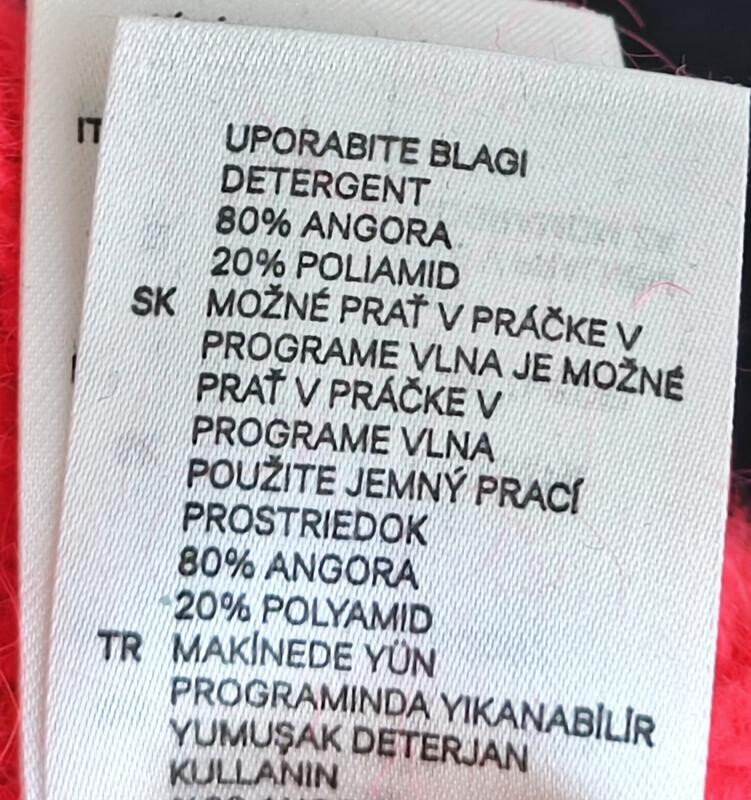 IT
UPORABITE BLAGI
DETERGENT
80% ANGORA
20% POLIAMID
SK MOŽNÉ PRAŤ V PRÁČKE V
PROGRAME VLNA JE MOŽNÉ
PRAŤ V PRÁČKE V
PROGRAME VLNA
POUŽITE JEMNÝ PRACÍ
PROSTRIEDOK
80% ANGORA
20% POLYAMID
TR MAKİNEDE YÜN
PROGRAMINDA YIKANABİLİR
YUMUŞAK DETERJAN
KULLANIN